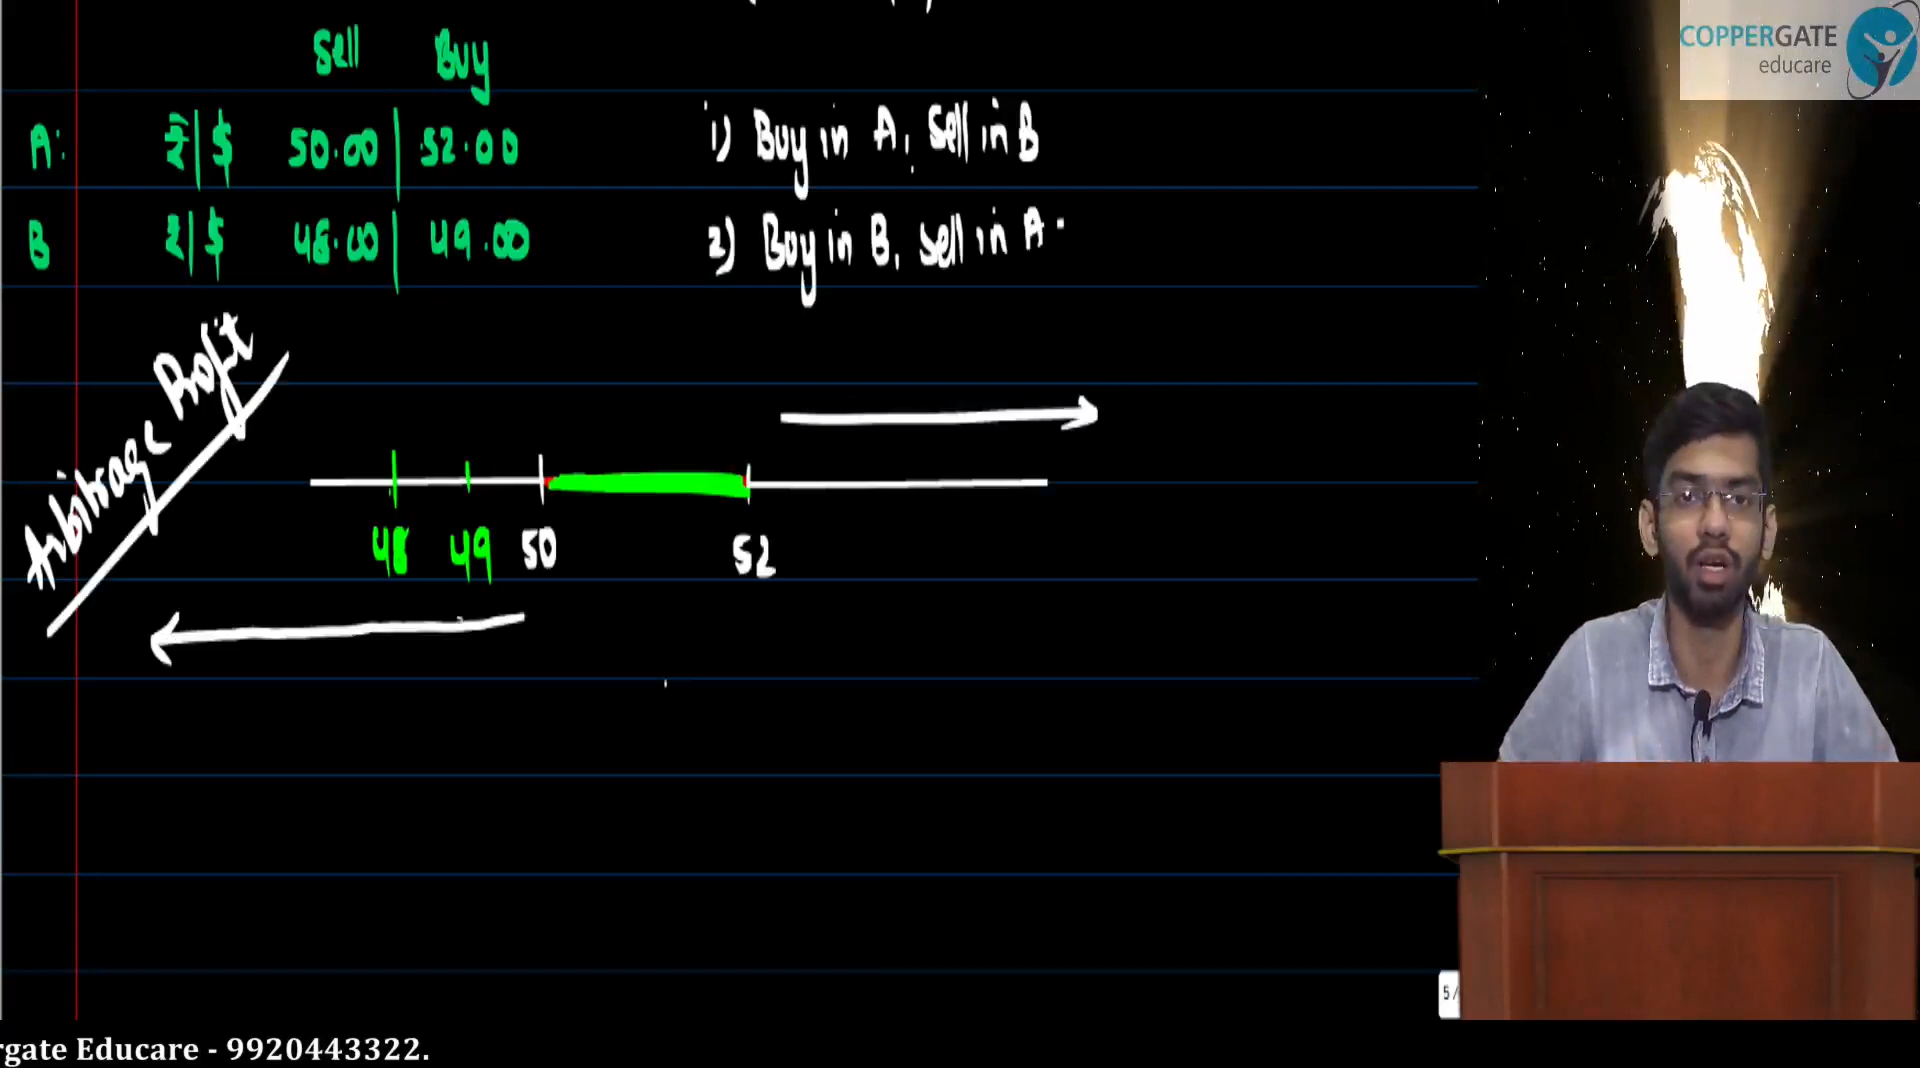 Sell Buy
A: ₹|$ 50.00 | 52.00
B ₹|$ 48.00 | 49.00
1) Buy in A, Sell in B
2) Buy in B, Sell in A.
Arbitrage Profit
48 49 50 52
COPPERGATE
educare
5/
rgate Educare - 9920443322.